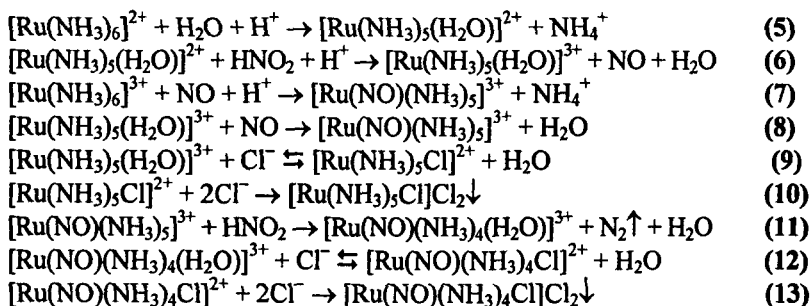 [Ru(NH₃)₆]²⁺ + H₂O + H⁺ → [Ru(NH₃)₅(H₂O)]²⁺ + NH₄⁺ (5)
[Ru(NH₃)₅(H₂O)]²⁺ + HNO₂ + H⁺ → [Ru(NH₃)₅(H₂O)]³⁺ + NO + H₂O (6)
[Ru(NH₃)₆]³⁺ + NO + H⁺ → [Ru(NO)(NH₃)₅]³⁺ + NH₄⁺ (7)
[Ru(NH₃)₅(H₂O)]³⁺ + NO → [Ru(NO)(NH₃)₅]³⁺ + H₂O (8)
[Ru(NH₃)₅(H₂O)]³⁺ + Cl⁻ ⇆ [Ru(NH₃)₅Cl]²⁺ + H₂O (9)
[Ru(NH₃)₅Cl]²⁺ + 2Cl⁻ → [Ru(NH₃)₅Cl]Cl₂↓ (10)
[Ru(NO)(NH₃)₅]³⁺ + HNO₂ → [Ru(NO)(NH₃)₄(H₂O)]³⁺ + N₂↑ + H₂O (11)
[Ru(NO)(NH₃)₄(H₂O)]³⁺ + Cl⁻ ⇆ [Ru(NO)(NH₃)₄Cl]²⁺ + H₂O (12)
[Ru(NO)(NH₃)₄Cl]²⁺ + 2Cl⁻ → [Ru(NO)(NH₃)₄Cl]Cl₂↓ (13)